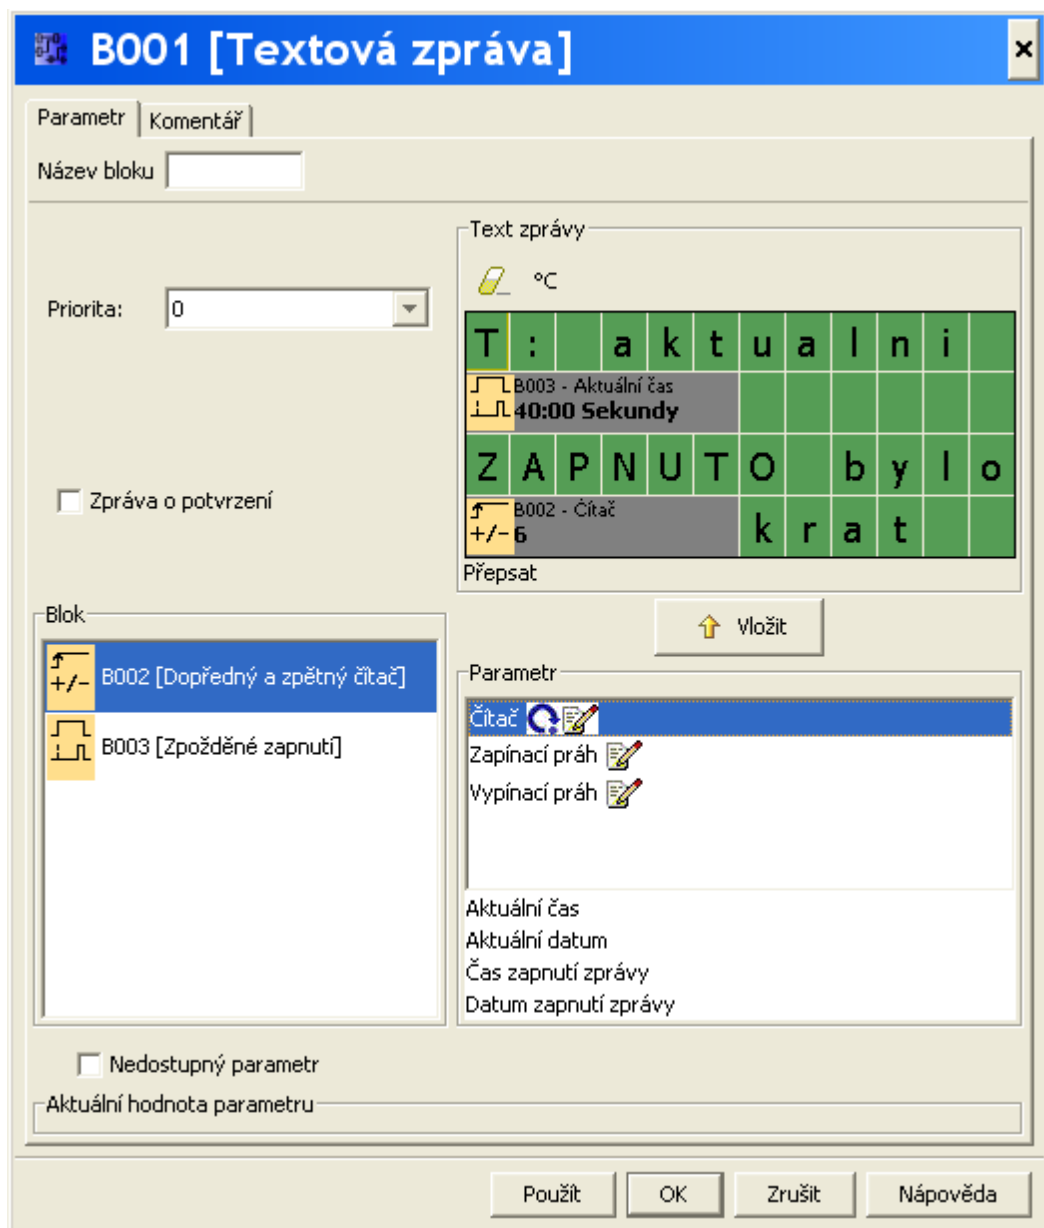 B001 [Textová zpráva]
Parametr Komentář
Název bloku
Text zprávy
°C
Priorita: 0
T: aktualni
B003 - Aktuální čas
40:00 Sekundy
ZAPNUTO bylo
B002 - Čítač
+/- 6 krat
Zpráva o potvrzení
Přepsat
Vložit
Blok
+/- B002 [Dopředný a zpětný čítač]
B003 [Zpožděné zapnutí]
Parametr
Čítač
Zapínací práh
Vypínací práh
Aktuální čas
Aktuální datum
Čas zapnutí zprávy
Datum zapnutí zprávy
Nedostupný parametr
Aktuální hodnota parametru
Použít OK Zrušit Nápověda